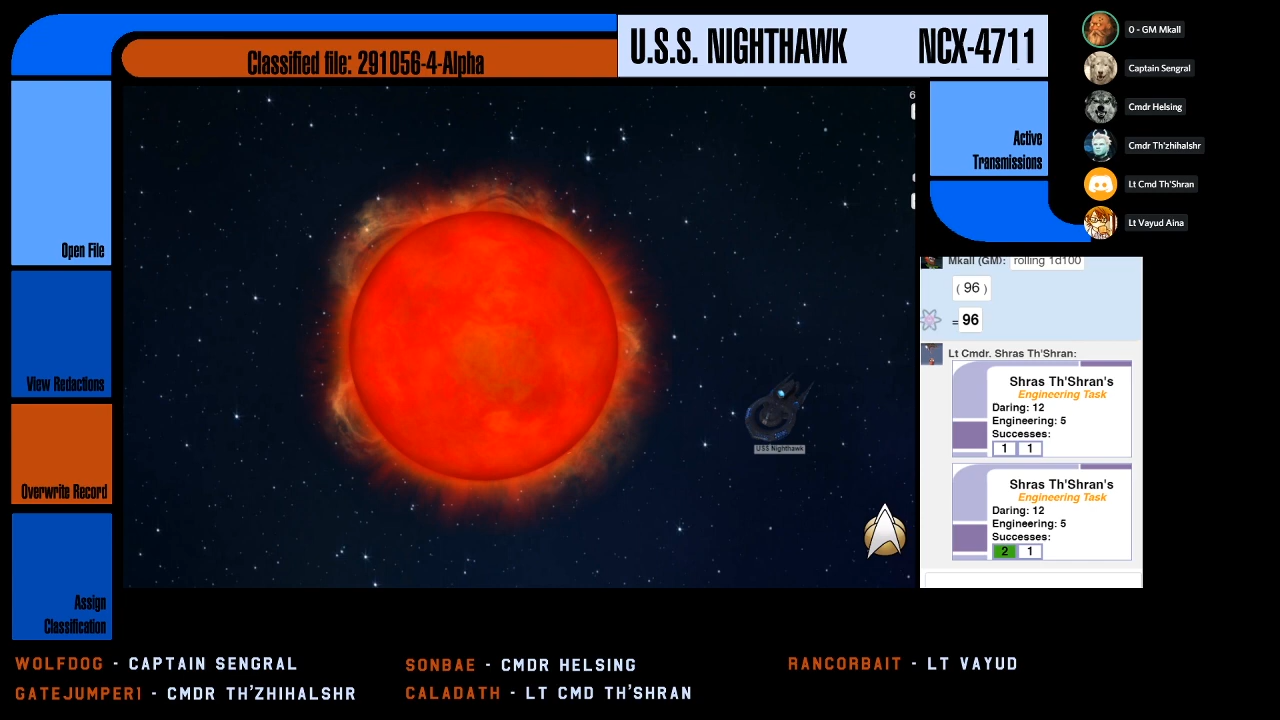 Classified file: 291056-4-Alpha
U.S.S. NIGHTHAWK NCX-4711
Open File
View Redactions
Overwrite Record
Assign
Classification
6
USS Nighthawk
Active
Transmissions
0 - GM Mkall
Captain Sengral
Cmdr Helsing
Cmdr Th'zhihalshr
Lt Cmd Th'Shran
Lt Vayud Aina
Mkall (GM): rolling 1d100
( 96 )
= 96
Lt Cmdr. Shras Th'Shran:
Shras Th'Shran's
Engineering Task
Daring: 12
Engineering: 5
Successes:
1 1
Shras Th'Shran's
Engineering Task
Daring: 12
Engineering: 5
Successes:
2 1
WOLFDOG - CAPTAIN SENGRAL
SONBAE - CMDR HELSING
RANCORBAIT - LT VAYUD
GATEJUMPER1 - CMDR TH'ZHIHALSHR
CALADATH - LT CMD TH'SHRAN